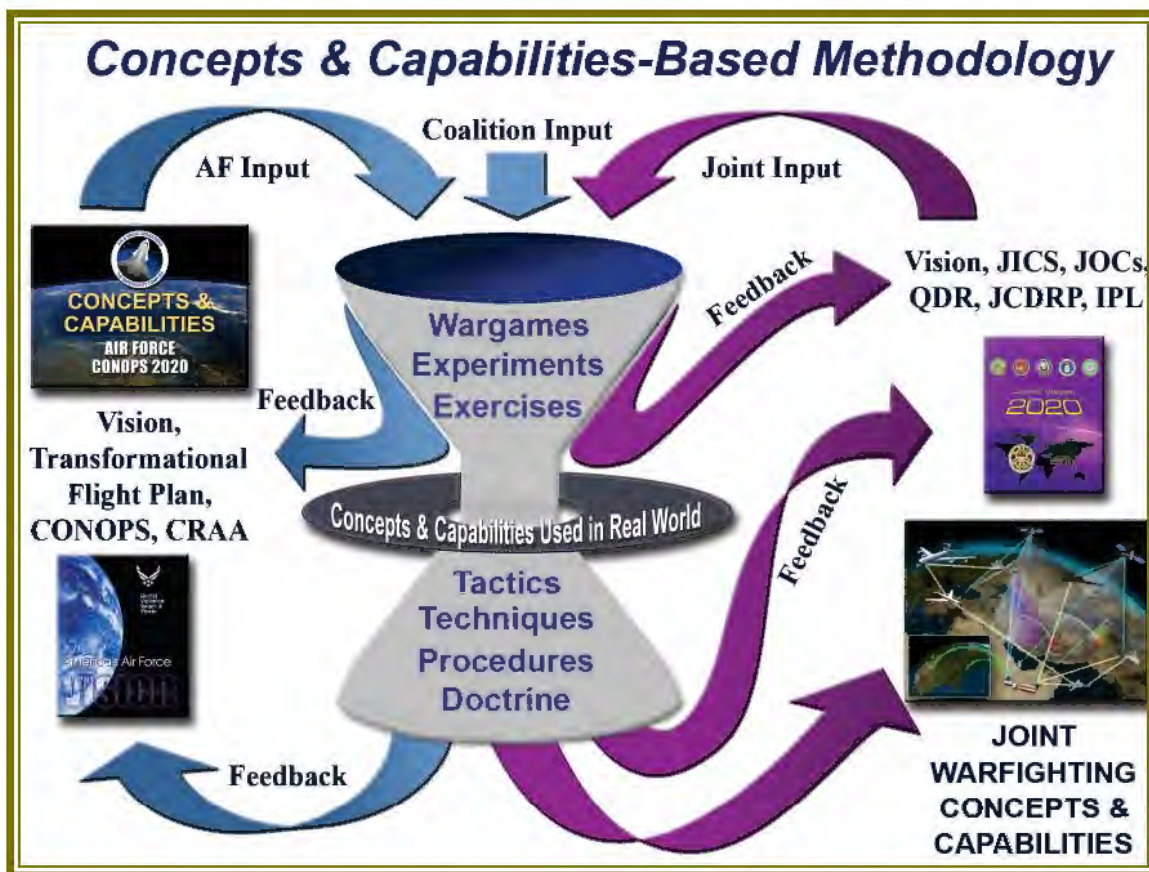 Concepts & Capabilities-Based Methodology
Coalition Input
AF Input
Joint Input
CONCEPTS &
CAPABILITIES
AIR FORCE
CONOPS 2020
Feedback
Vision,
Transformational
Flight Plan,
CONOPS, CRAA
America's Air Force
VISION
Feedback
Wargames
Experiments
Exercises
Concepts & Capabilities Used in Real World
Tactics
Techniques
Procedures
Doctrine
Feedback
Vision, JICS, JOCs,
QDR, JCDRP, IPL
2020
Feedback
JOINT
WARFIGHTING
CONCEPTS &
CAPABILITIES